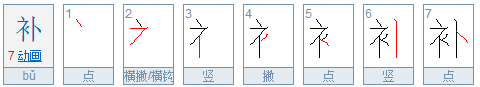 补 1 2 3 4 5 6 7
7 动画
bǔ 点 横撇/横钩 竖 撇 点 竖 点